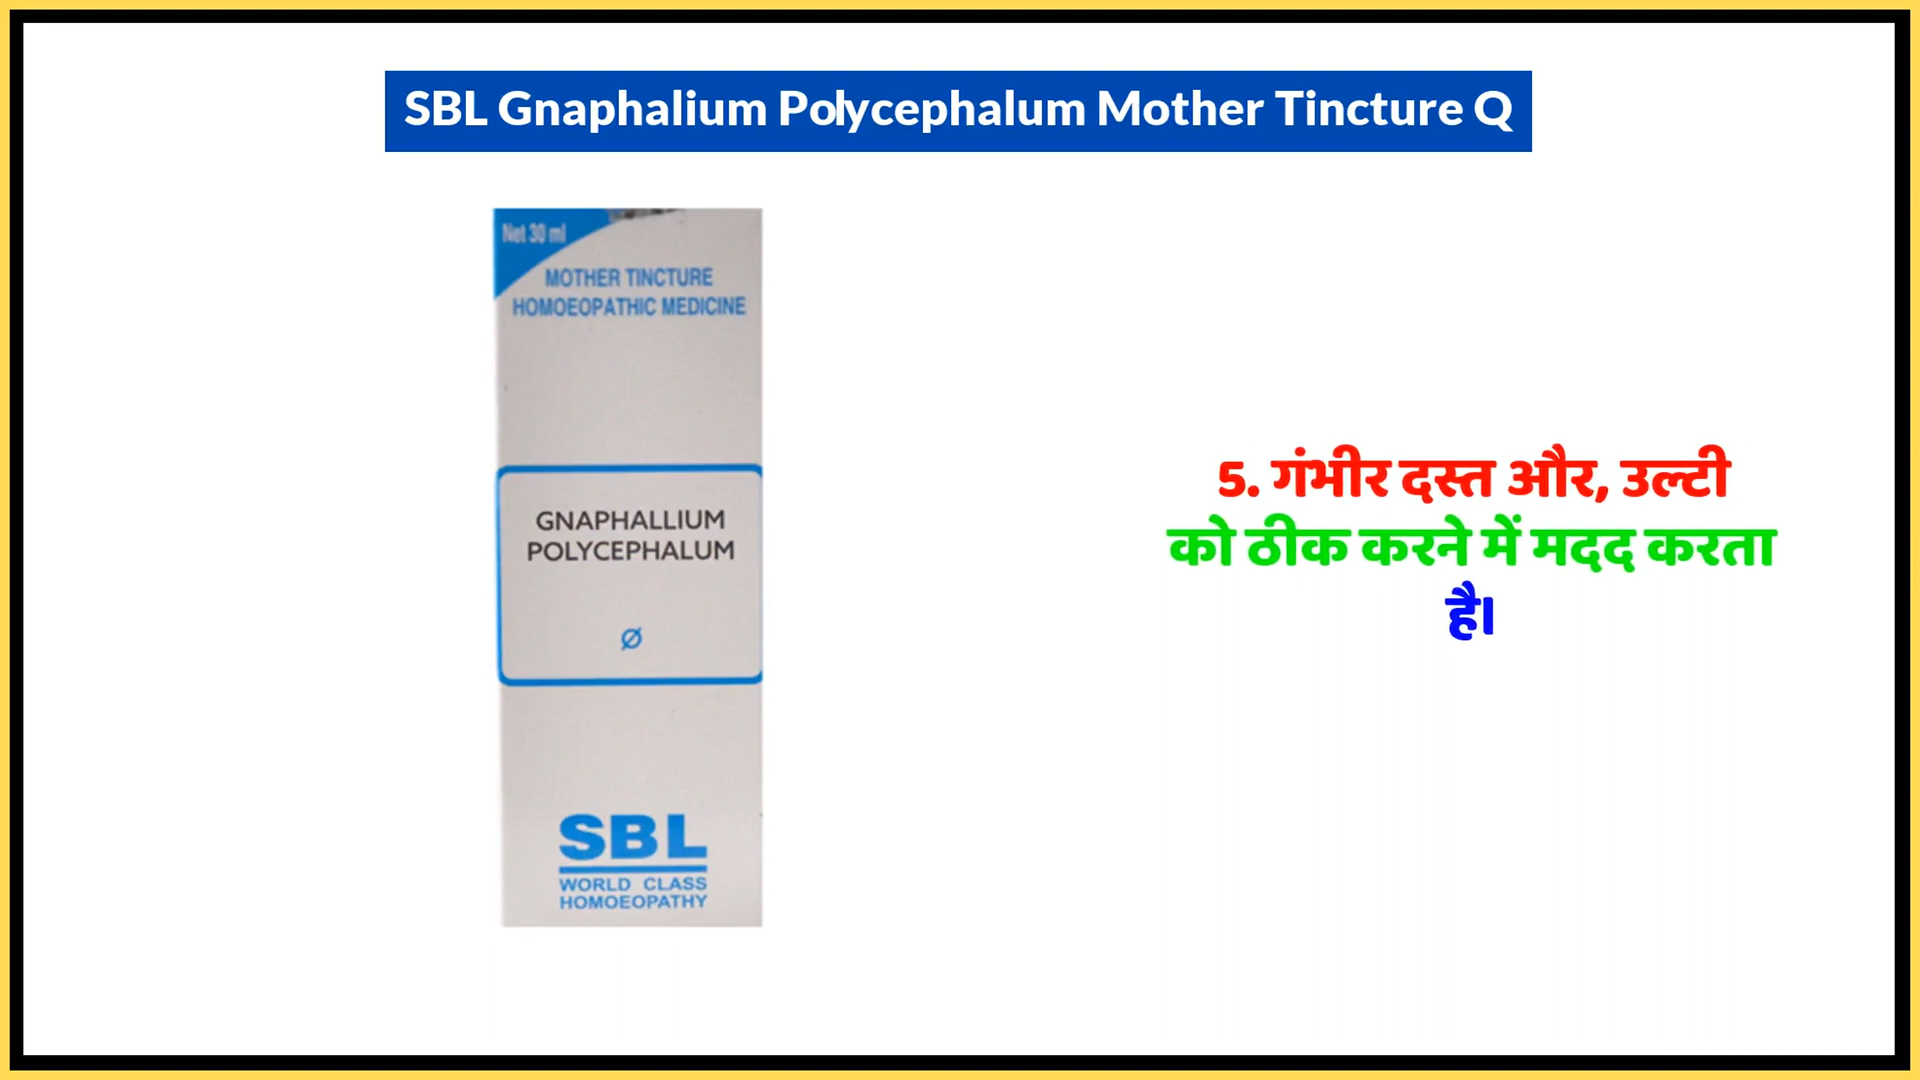 SBL Gnaphalium Polycephalum Mother Tincture Q
Net 30 ml
MOTHER TINCTURE
HOMOEOPATHIC MEDICINE
GNAPHALLIUM
POLYCEPHALUM
Ø
SBL
WORLD CLASS
HOMOEOPATHY
5. गंभीर दस्त और, उल्टी
को ठीक करने में मदद करता
है।